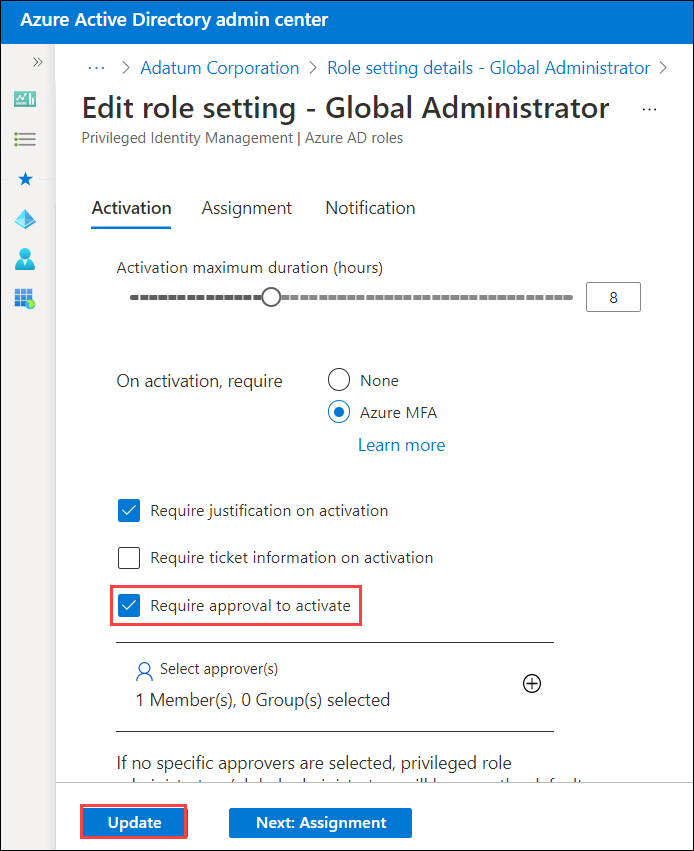 Azure Active Directory admin center
» ··· > Adatum Corporation > Role setting details - Global Administrator >
Edit role setting - Global Administrator ···
Privileged Identity Management | Azure AD roles
Activation Assignment Notification
Activation maximum duration (hours)
8
On activation, require
None
Azure MFA
Learn more
Require justification on activation
Require ticket information on activation
Require approval to activate
Select approver(s)
1 Member(s), 0 Group(s) selected
If no specific approvers are selected, privileged role
Update Next: Assignment